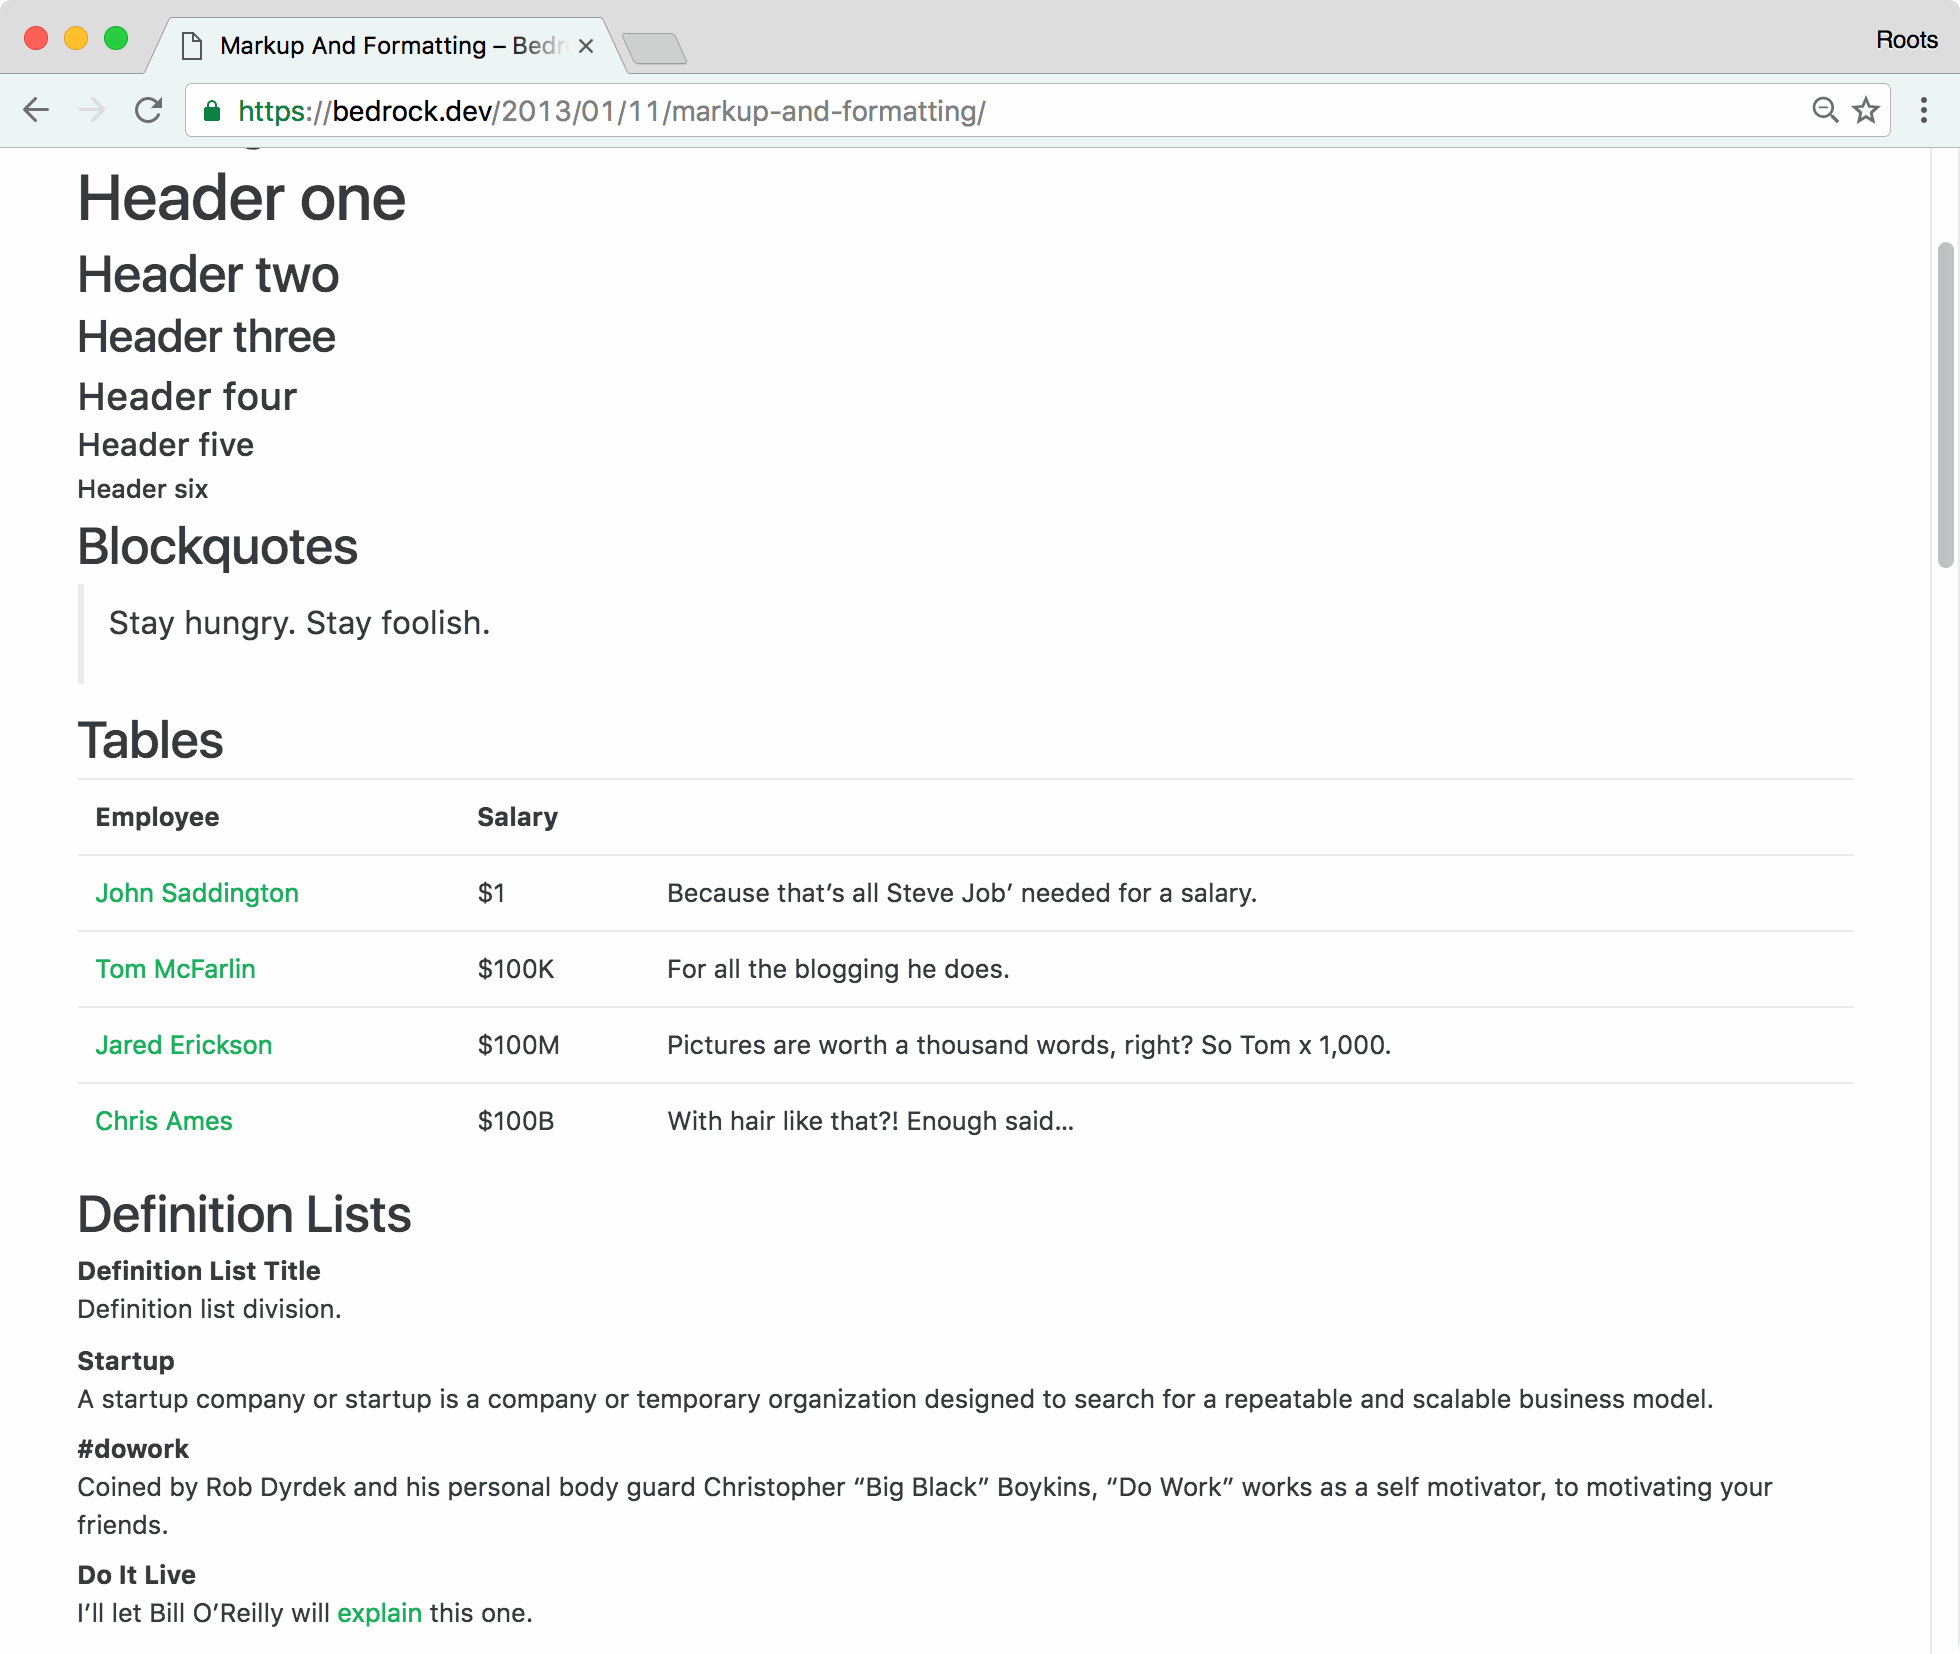 Markup And Formatting – Bedr
Roots
https://bedrock.dev/2013/01/11/markup-and-formatting/
Header one
Header two
Header three
Header four
Header five
Header six
Blockquotes
Stay hungry. Stay foolish.
Tables
Employee Salary
John Saddington $1 Because that’s all Steve Job’ needed for a salary.
Tom McFarlin $100K For all the blogging he does.
Jared Erickson $100M Pictures are worth a thousand words, right? So Tom x 1,000.
Chris Ames $100B With hair like that?! Enough said…
Definition Lists
Definition List Title
Definition list division.
Startup
A startup company or startup is a company or temporary organization designed to search for a repeatable and scalable business model.
#dowork
Coined by Rob Dyrdek and his personal body guard Christopher “Big Black” Boykins, “Do Work” works as a self motivator, to motivating your
friends.
Do It Live
I’ll let Bill O’Reilly will explain this one.